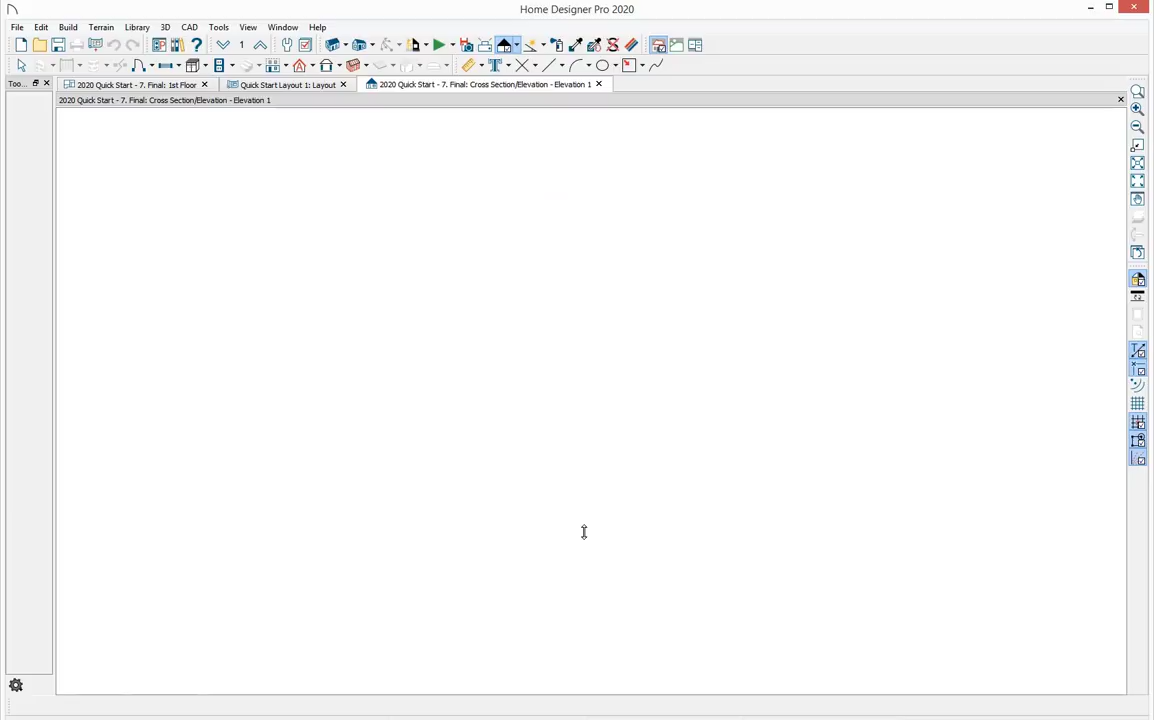 Home Designer Pro 2020
File Edit Build Terrain Library 3D CAD Tools View Window Help
1
Too...
2020 Quick Start - 7. Final: 1st Floor
Quick Start Layout 1: Layout
2020 Quick Start - 7. Final: Cross Section/Elevation - Elevation 1
2020 Quick Start - 7. Final: Cross Section/Elevation - Elevation 1